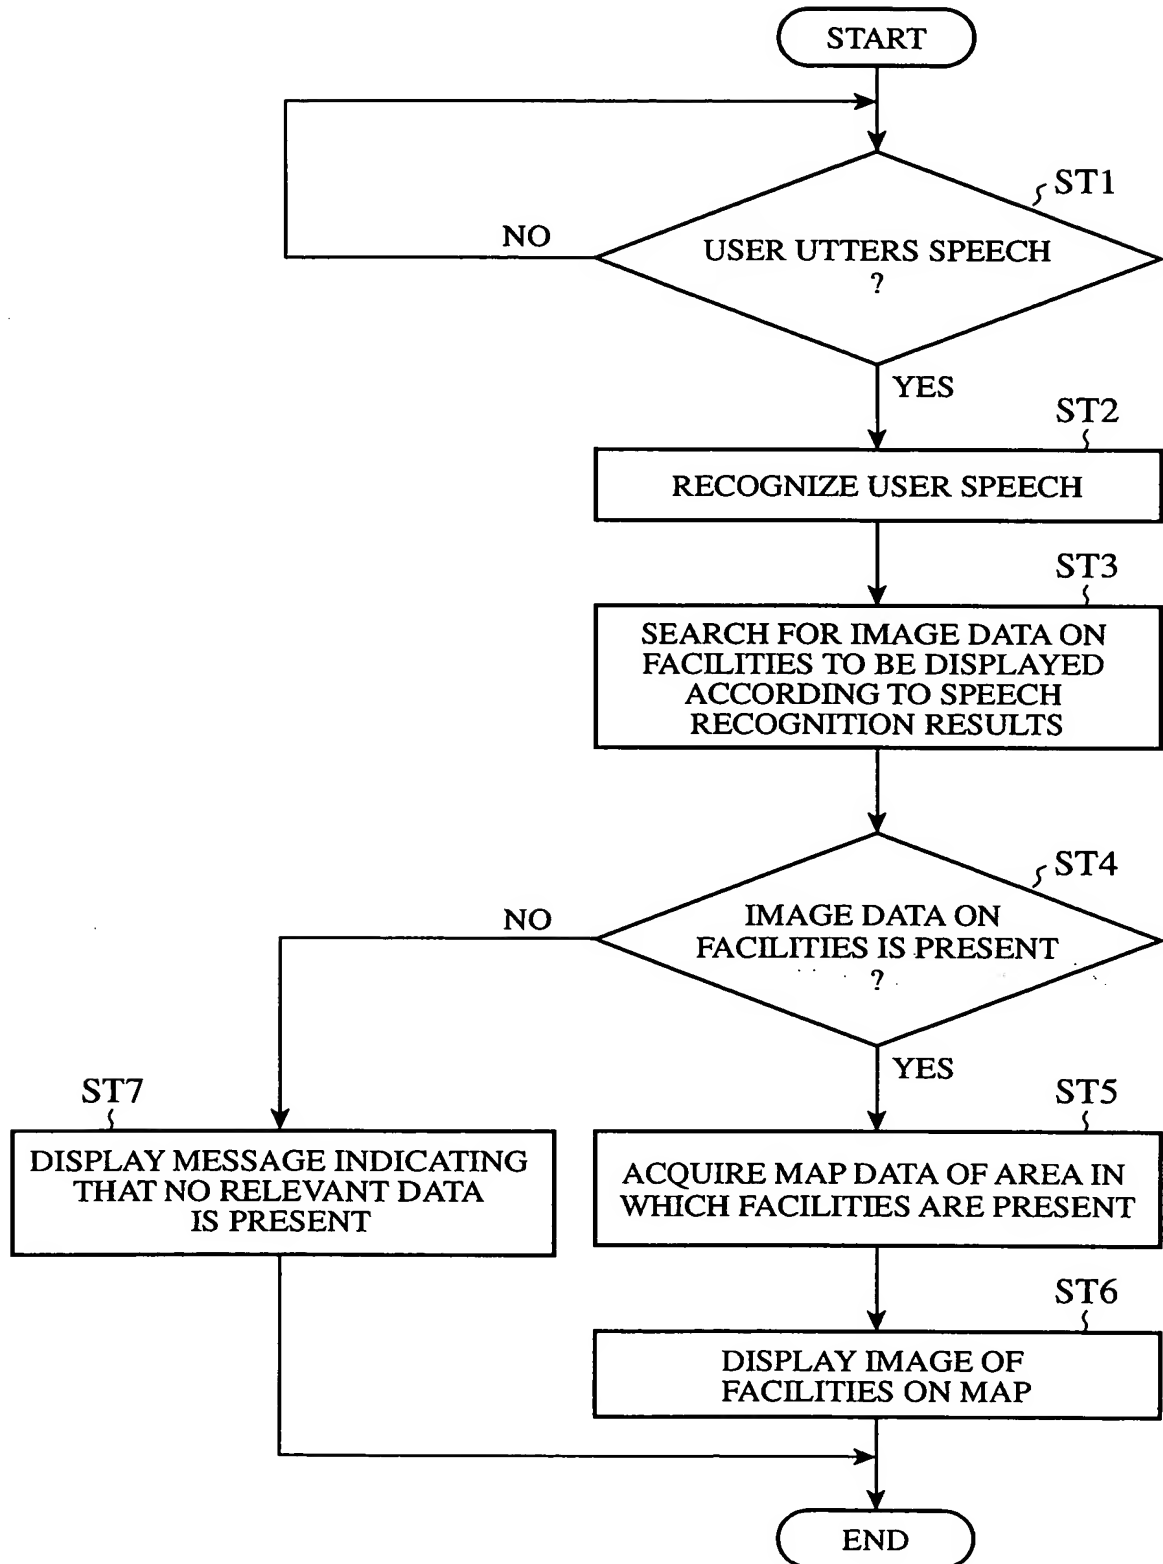 START
ST1
NO
USER UTTERS SPEECH
?
YES
ST2
RECOGNIZE USER SPEECH
ST3
SEARCH FOR IMAGE DATA ON
FACILITIES TO BE DISPLAYED
ACCORDING TO SPEECH
RECOGNITION RESULTS
ST4
NO
IMAGE DATA ON
FACILITIES IS PRESENT
?
YES
ST7
DISPLAY MESSAGE INDICATING
THAT NO RELEVANT DATA
IS PRESENT
ST5
ACQUIRE MAP DATA OF AREA IN
WHICH FACILITIES ARE PRESENT
ST6
DISPLAY IMAGE OF
FACILITIES ON MAP
END